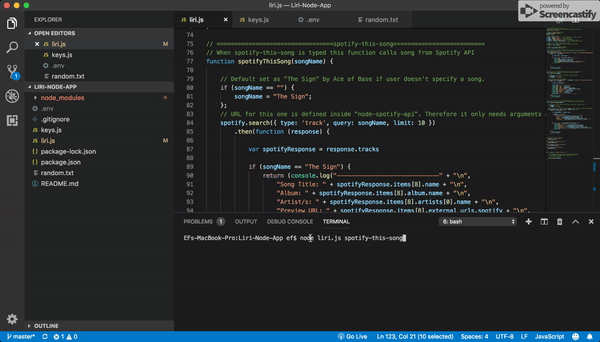 liri.js — Liri-Node-App
powered by
Screencastify
EXPLORER
OPEN EDITORS
liri.js M
keys.js
.env
random.txt
LIRI-NODE-APP
node_modules
.env
.gitignore
keys.js
liri.js M
package-lock.json
package.json
random.txt
README.md
OUTLINE
liri.js keys.js .env random.txt
74
75 // ==================================spotify-this-song==========================
76 // When spotify-this-song is typed this function calls song from Spotify API
77 function spotifyThisSong(songName) {
78
79 // Default set as "The Sign" by Ace of Base if user doesn't specify a song.
80 if (songName == "") {
81 songName = "The Sign";
82 };
83 // URL for this one is defined inside "node-spotify-api". Therefore it only needs arguments
84 spotify.search({ type: 'track', query: songName, limit: 10 })
85 .then(function (response) {
86
87 var spotifyResponse = response.tracks
88
89 if (songName == "The Sign") {
90 return (console.log("------------------------------" + "\n",
91 "Song Title: " + spotifyResponse.items[8].name + "\n",
92 "Album: " + spotifyResponse.items[8].album.name + "\n",
93 "Artist/s: " + spotifyResponse.items[8].artists[0].name + "\n",
94 "Preview URL: " + spotifyResponse.items[8].external_urls.spotify + "\n",
PROBLEMS 1 OUTPUT DEBUG CONSOLE TERMINAL 6: bash
EFs-MacBook-Pro:Liri-Node-App ef$ node liri.js spotify-this-song
master* 1 0 Go Live Ln 123, Col 21 (10 selected) Spaces: 4 UTF-8 LF JavaScript